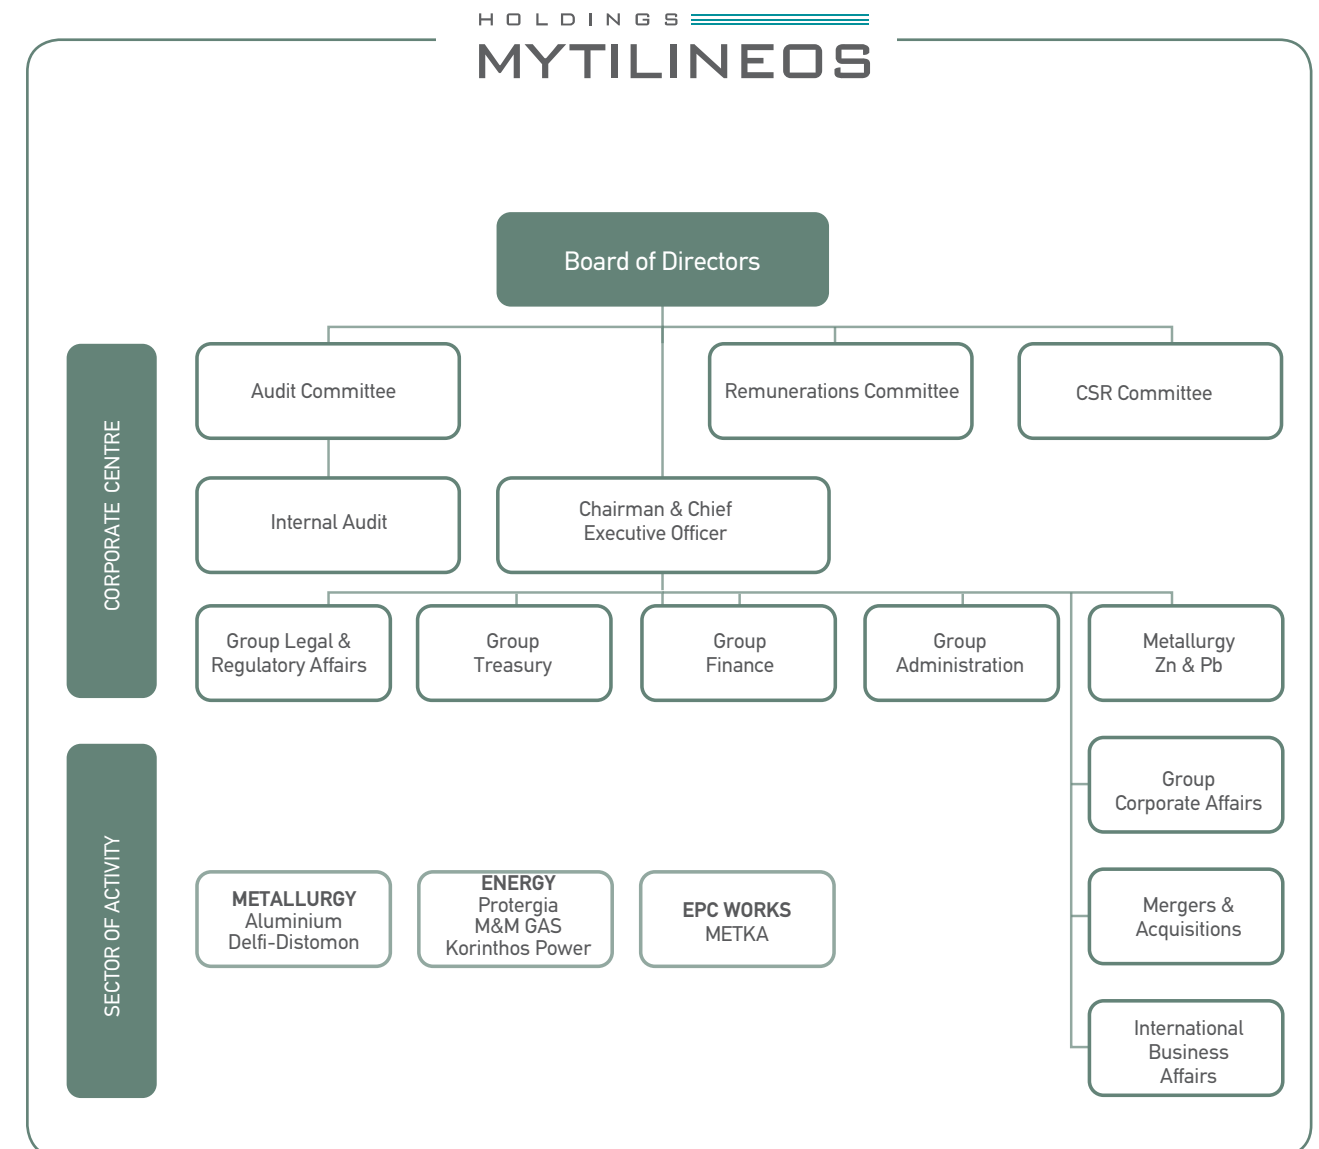 HOLDINGS
MYTILINEOS
Board of Directors
CORPORATE CENTRE
Audit Committee
Remunerations Committee
CSR Committee
Internal Audit
Chairman & Chief
Executive Officer
Group Legal &
Regulatory Affairs
Group
Treasury
Group
Finance
Group
Administration
Metallurgy
Zn & Pb
Group
Corporate Affairs
SECTOR OF ACTIVITY
METALLURGY
Aluminium
Delfi-Distomon
ENERGY
Protergia
M&M GAS
Korinthos Power
EPC WORKS
METKA
Mergers &
Acquisitions
International
Business
Affairs